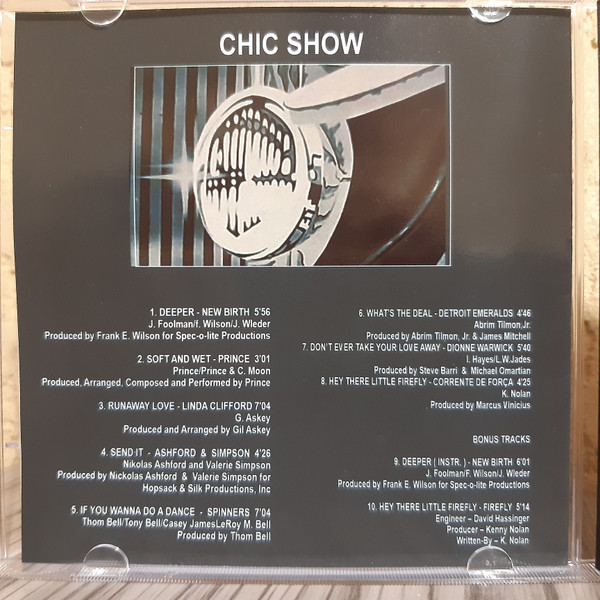 CHIC SHOW
1. DEEPER - NEW BIRTH 5'56
J. Foolman/f. Wilson/J. Wleder
Produced by Frank E. Wilson for Spec-o-lite Productions
2. SOFT AND WET - PRINCE 3'01
Prince/Prince & C. Moon
Produced, Arranged, Composed and Performed by Prince
3. RUNAWAY LOVE - LINDA CLIFFORD 7'04
G. Askey
Produced and Arranged by Gil Askey
4. SEND IT - ASHFORD & SIMPSON 4'26
Nikolas Ashford and Valerie Simpson
Produced by Nickolas Ashford & Valerie Simpson for
Hopsack & Silk Productions, Inc
5. IF YOU WANNA DO A DANCE - SPINNERS 7'04
Thom Bell/Tony Bell/Casey JamesLeRoy M. Bell
Produced by Thom Bell
6. WHAT'S THE DEAL - DETROIT EMERALDS 4'46
Abrim Tilmon,Jr.
Produced by Abrim Tilmon, Jr. & James Mitchell
7. DON'T EVER TAKE YOUR LOVE AWAY - DIONNE WARWICK 5'40
I. Hayes/L.W.Jades
Produced by Steve Barri & Michael Omartian
8. HEY THERE LITTLE FIREFLY - CORRENTE DE FORÇA 4'25
K. Nolan
Produced by Marcus Vinicius
BONUS TRACKS
9. DEEPER ( INSTR. ) - NEW BIRTH 6'01
J. Foolman/F. Wilson/J. Wleder
Produced by Frank E. Wilson for Spec-o-lite Productions
10. HEY THERE LITTLE FIREFLY - FIREFLY 5'14
Engineer – David Hassinger
Producer – Kenny Nolan
Written-By – K. Nolan